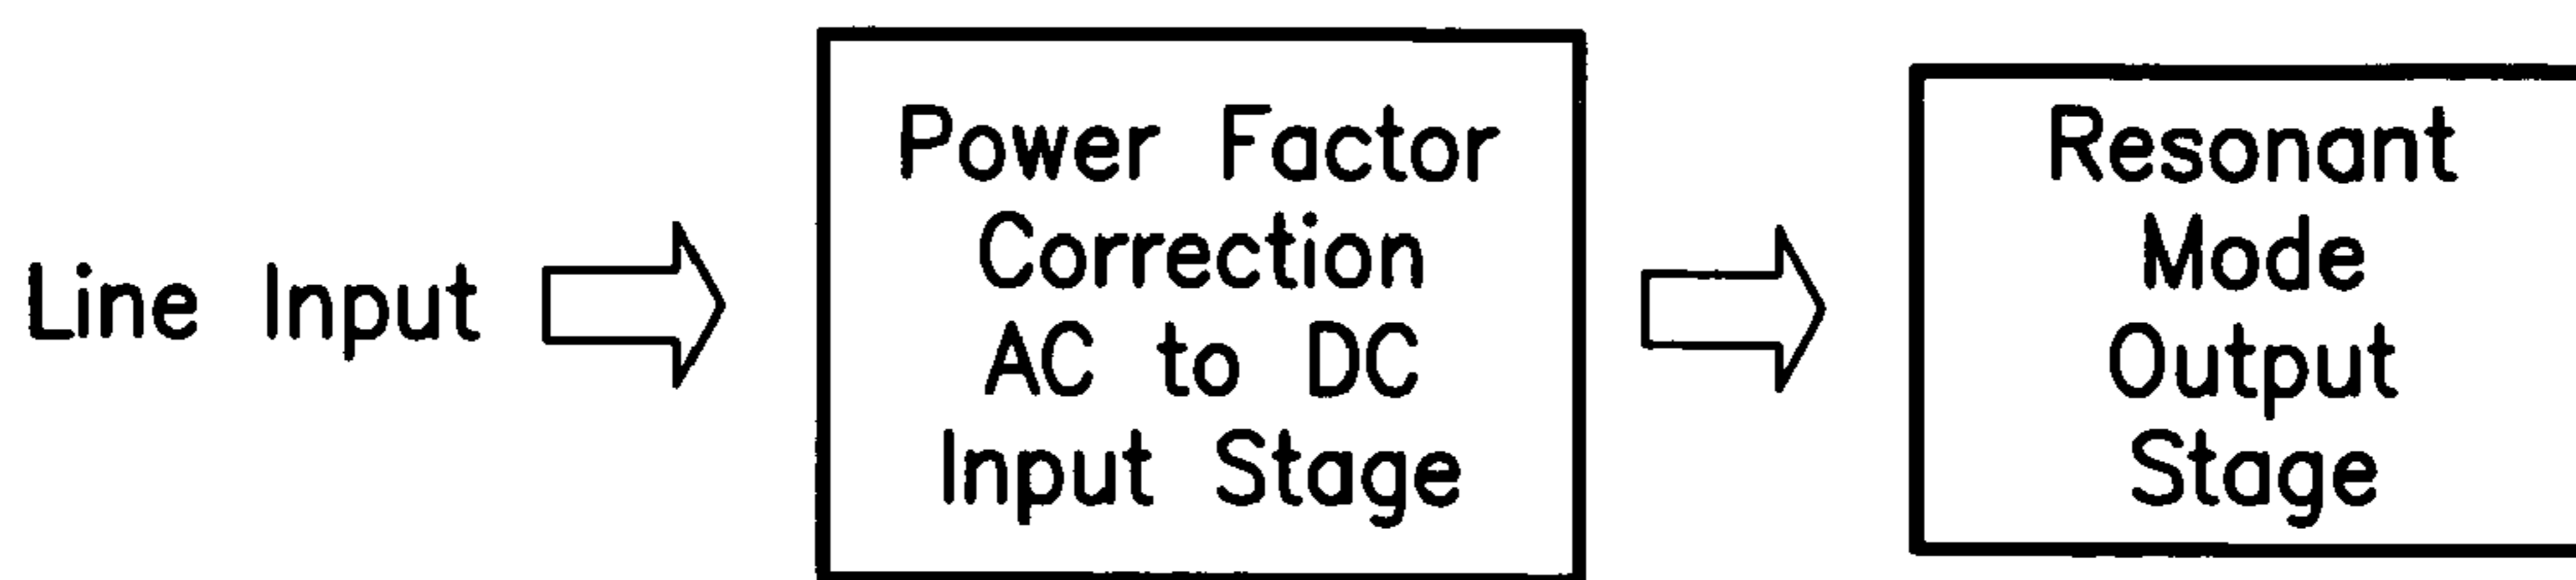 Line Input
Power Factor
Correction
AC to DC
Input Stage
Resonant
Mode
Output
Stage